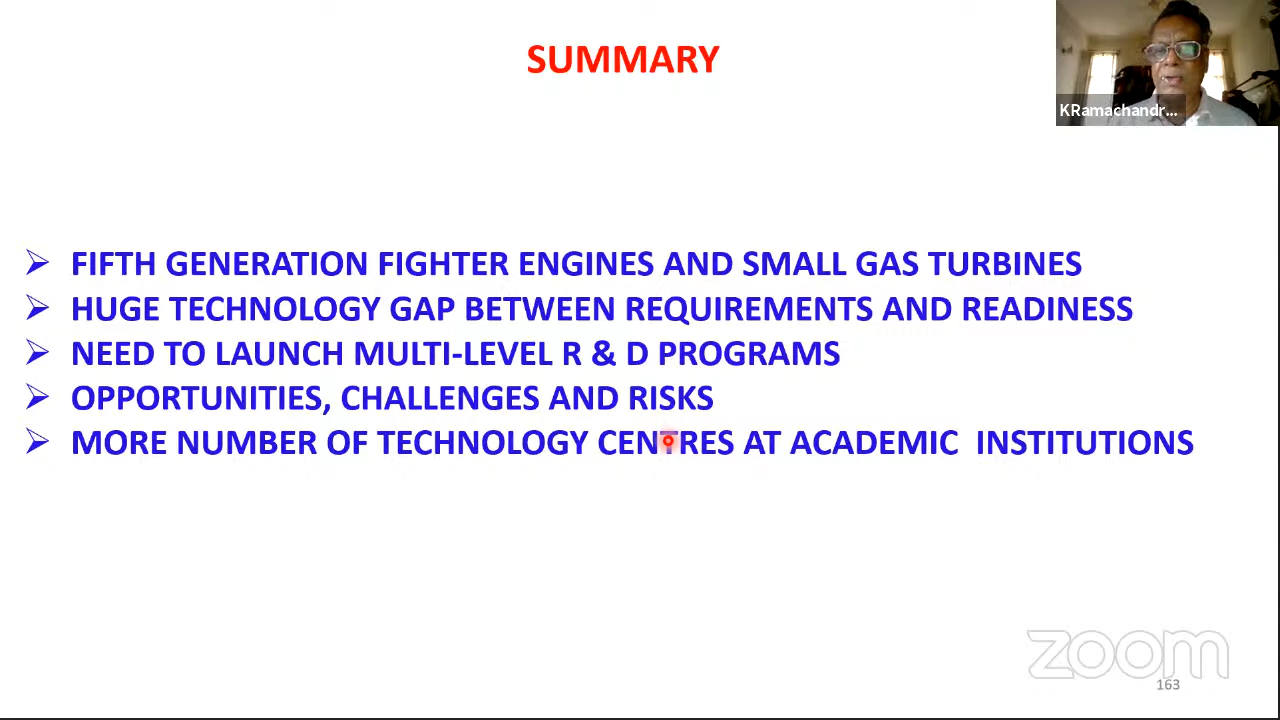 SUMMARY
KRamachandr...
FIFTH GENERATION FIGHTER ENGINES AND SMALL GAS TURBINES
HUGE TECHNOLOGY GAP BETWEEN REQUIREMENTS AND READINESS
NEED TO LAUNCH MULTI-LEVEL R & D PROGRAMS
OPPORTUNITIES, CHALLENGES AND RISKS
MORE NUMBER OF TECHNOLOGY CENTRES AT ACADEMIC INSTITUTIONS
zoom
163